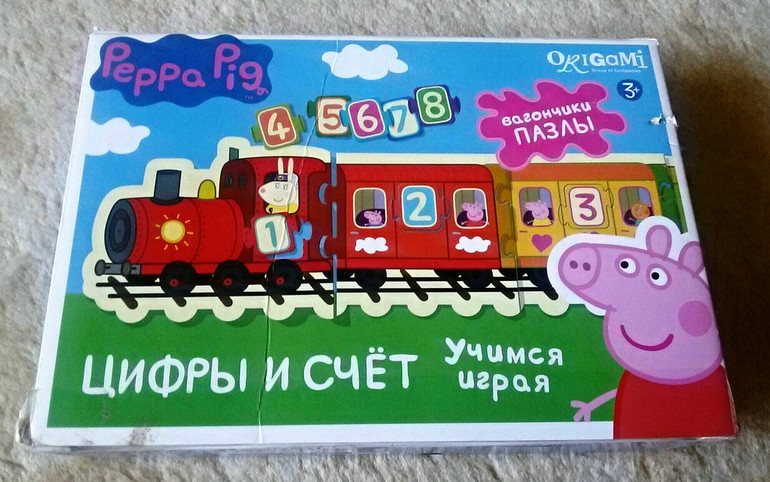 Peppa Pig
TM
ORIGAMI
Group of Companies
3+
вагончики
ПАЗЛЫ
4 5 6 7 8
1 2 3
ЦИФРЫ И СЧЁТ
Учимся
играя